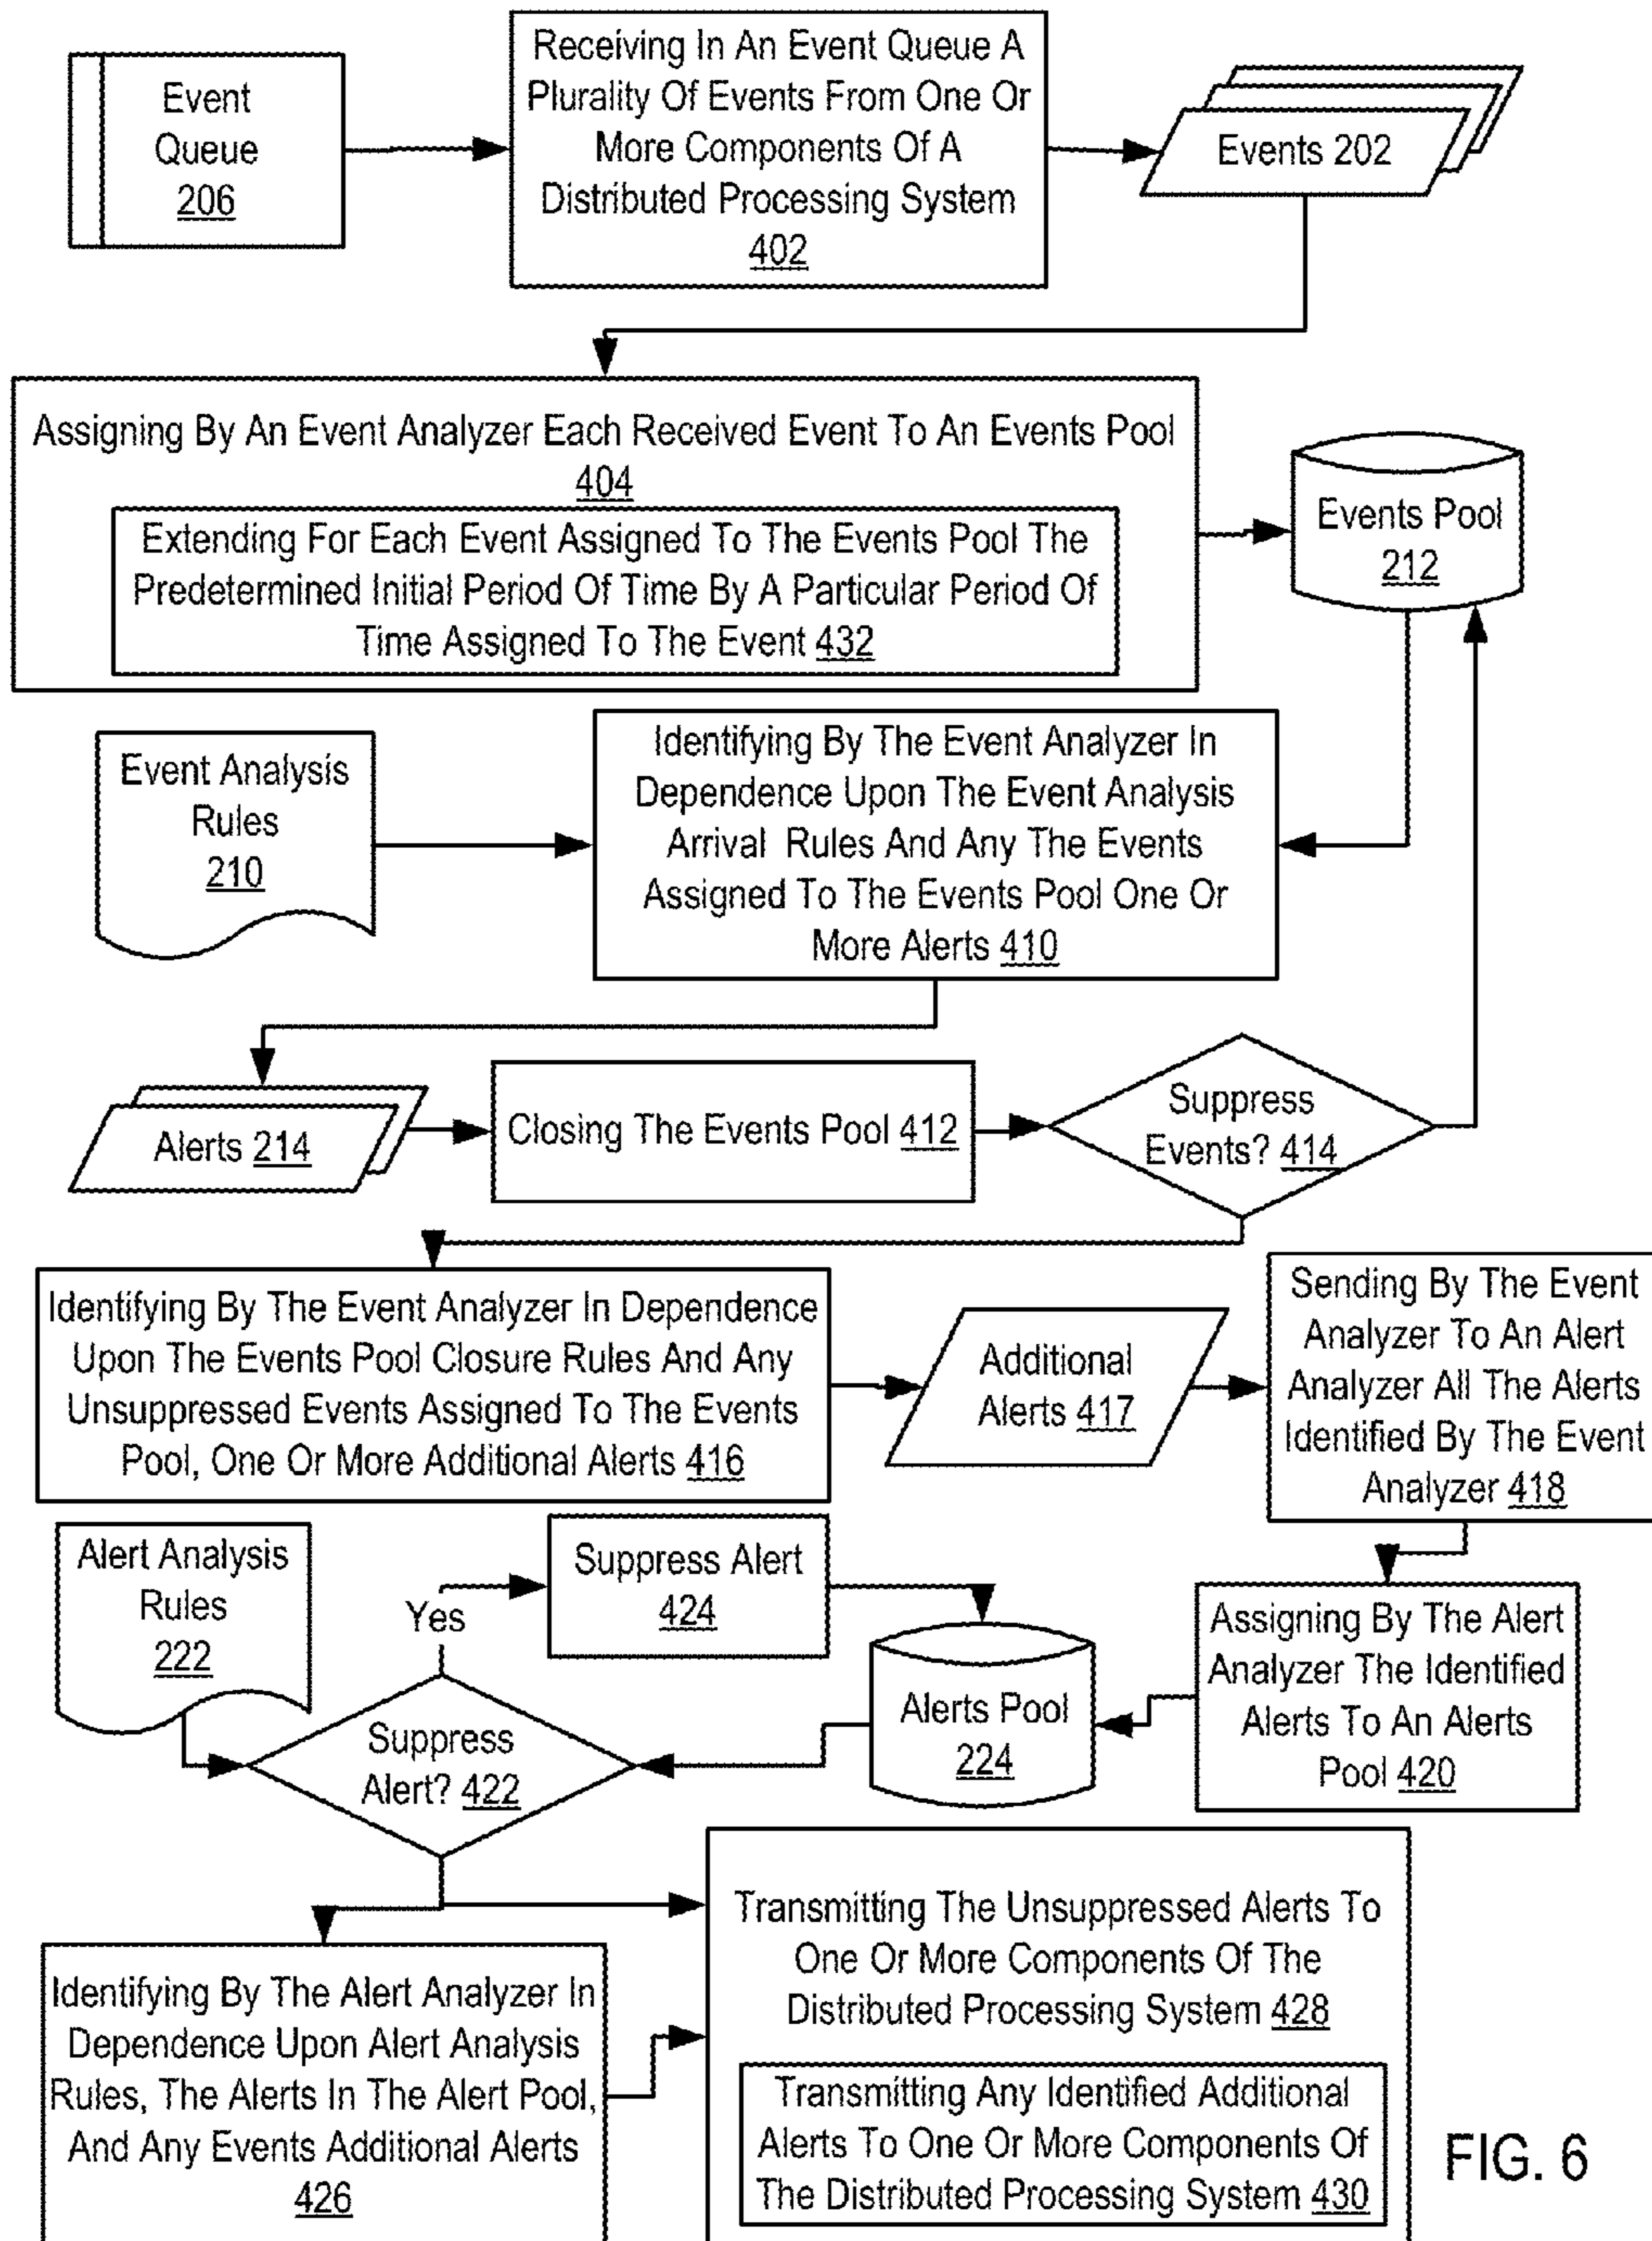 Event
Queue
206
Receiving In An Event Queue A
Plurality Of Events From One Or
More Components Of A
Distributed Processing System
402
Events 202
Assigning By An Event Analyzer Each Received Event To An Events Pool
404
Extending For Each Event Assigned To The Events Pool The
Predetermined Initial Period Of Time By A Particular Period Of
Time Assigned To The Event 432
Events Pool
212
Event Analysis
Rules
210
Identifying By The Event Analyzer In
Dependence Upon The Event Analysis
Arrival Rules And Any The Events
Assigned To The Events Pool One Or
More Alerts 410
Alerts 214
Closing The Events Pool 412
Suppress
Events? 414
Identifying By The Event Analyzer In Dependence
Upon The Events Pool Closure Rules And Any
Unsuppressed Events Assigned To The Events
Pool, One Or More Additional Alerts 416
Additional
Alerts 417
Sending By The Event
Analyzer To An Alert
Analyzer All The Alerts
Identified By The Event
Analyzer 418
Alert Analysis
Rules
222
Yes
Suppress Alert
424
Alerts Pool
224
Assigning By The Alert
Analyzer The Identified
Alerts To An Alerts
Pool 420
Suppress
Alert? 422
Identifying By The Alert Analyzer In
Dependence Upon Alert Analysis
Rules, The Alerts In The Alert Pool,
And Any Events Additional Alerts
426
Transmitting The Unsuppressed Alerts To
One Or More Components Of The
Distributed Processing System 428
Transmitting Any Identified Additional
Alerts To One Or More Components Of
The Distributed Processing System 430
FIG. 6